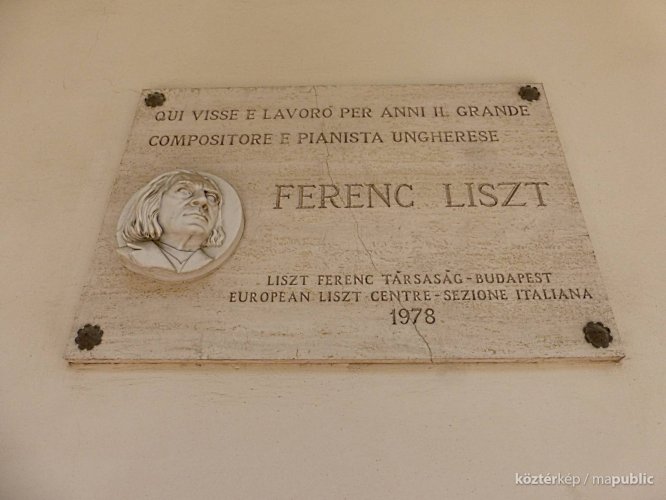 QUI VISSE E LAVORÒ PER ANNI IL GRANDE
COMPOSITORE E PIANISTA UNGHERESE
FERENC LISZT
LISZT FERENC TÁRSASÁG - BUDAPEST
EUROPEAN LISZT CENTRE - SEZIONE ITALIANA
1978
köztérkép / mapublic